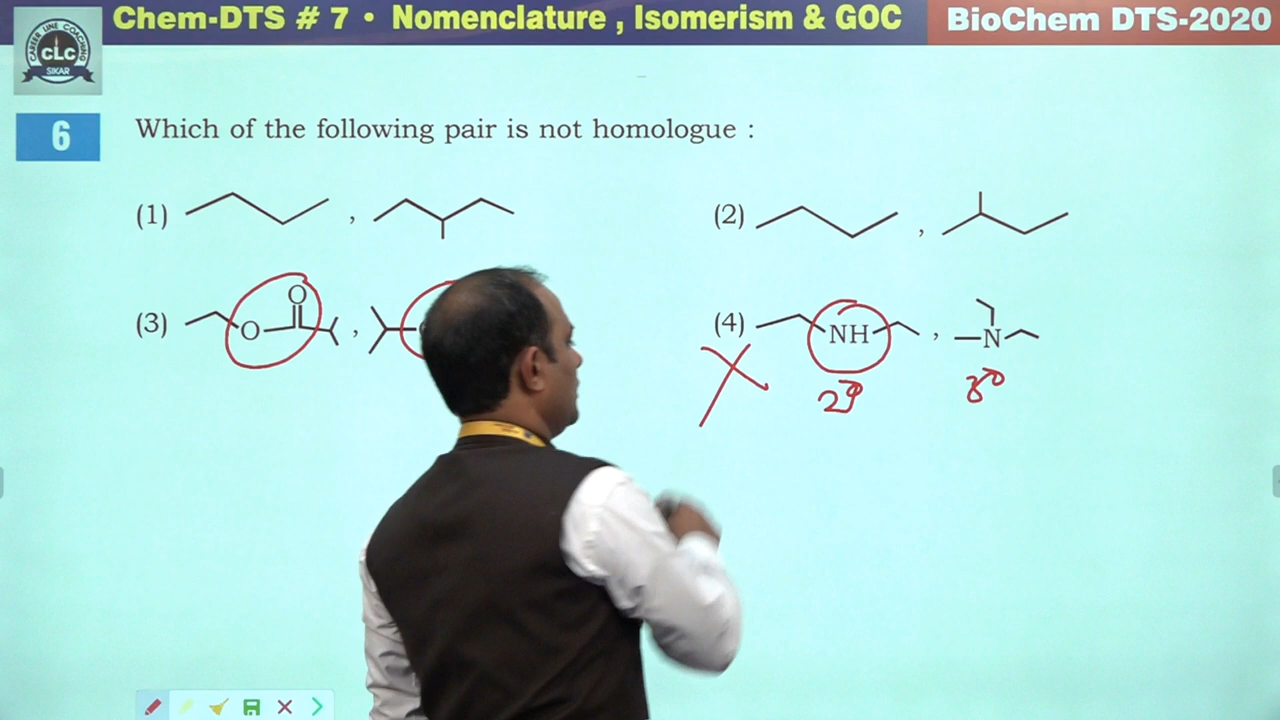 Chem-DTS # 7 • Nomenclature , Isomerism & GOC
BioChem DTS-2020
CAREER LINE COACHING
CLC
SIKAR
6
Which of the following pair is not homologue :
(1) ,
(2) ,
(3) O O ,
(4) NH , N
2° 3°